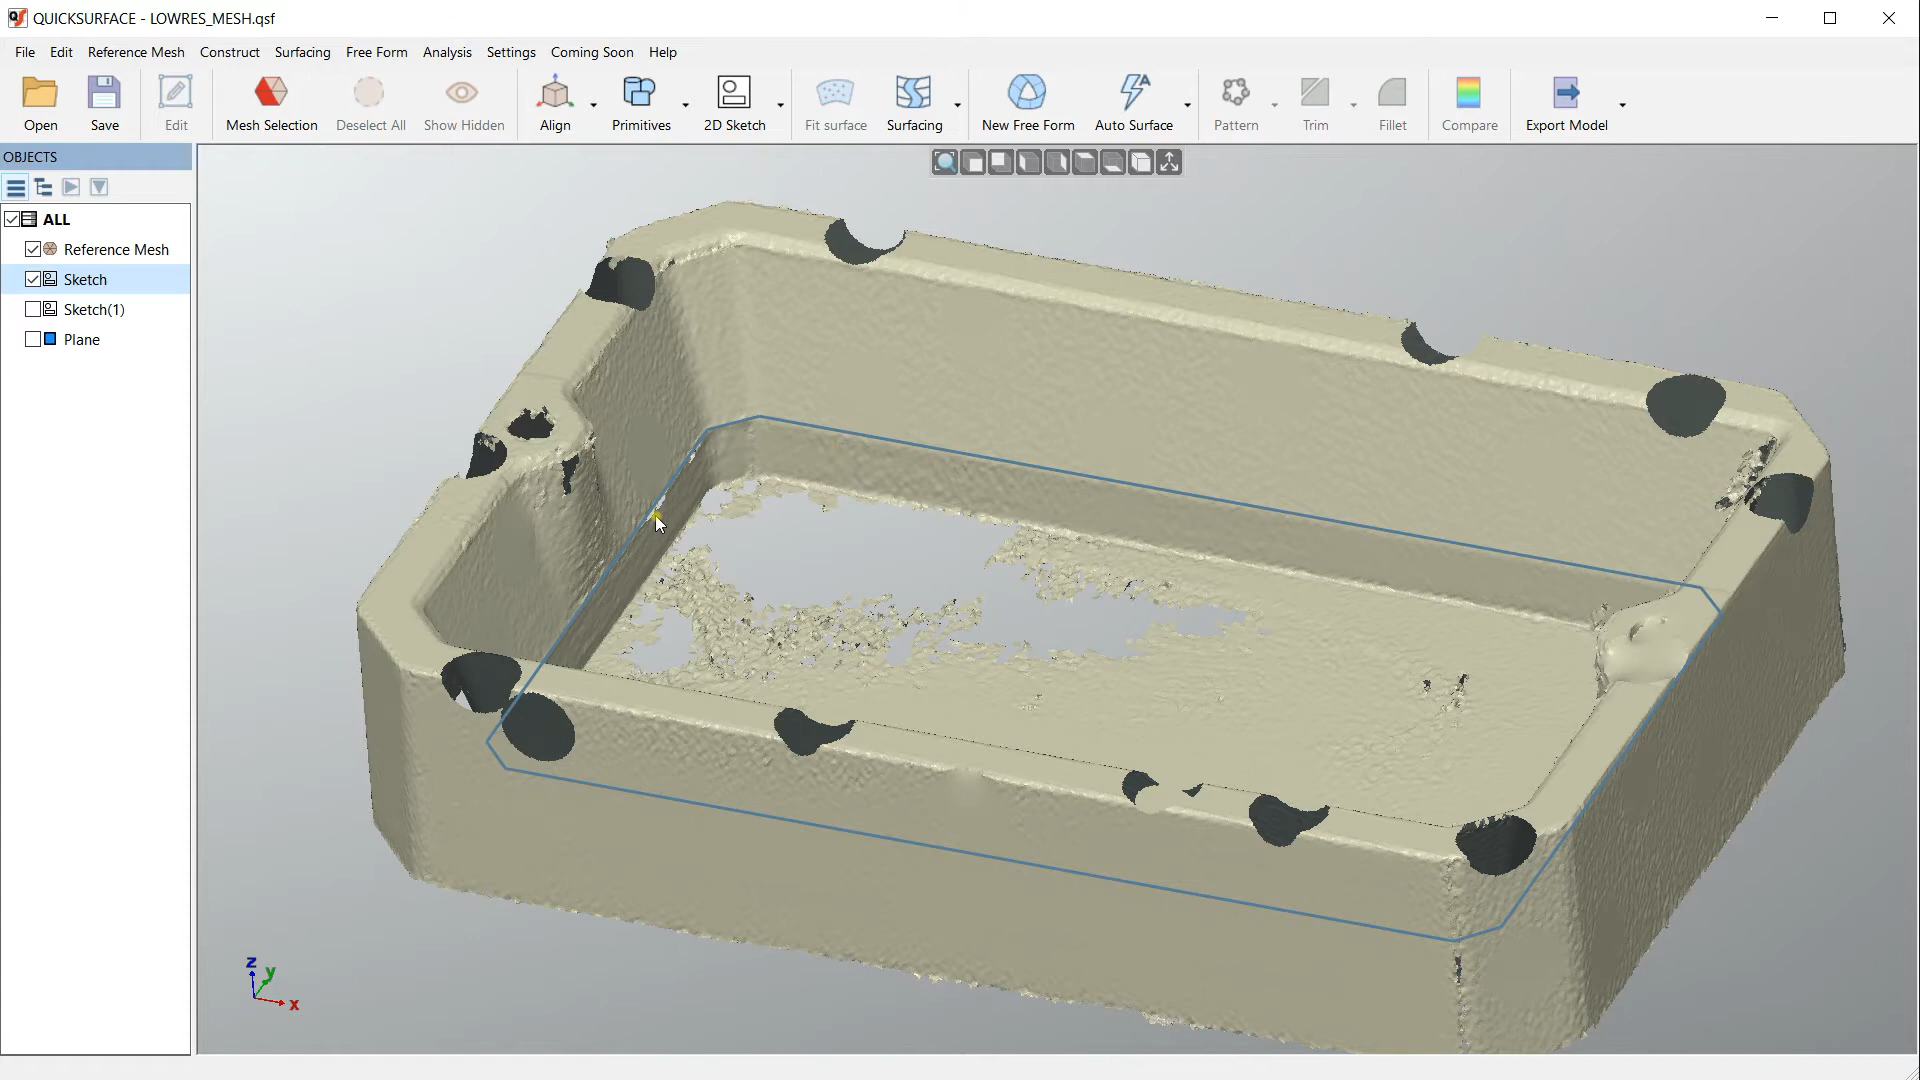 QUICKSURFACE - LOWRES_MESH.qsf
File Edit Reference Mesh Construct Surfacing Free Form Analysis Settings Coming Soon Help
Open Save Edit Mesh Selection Deselect All Show Hidden Align Primitives 2D Sketch Fit surface Surfacing New Free Form Auto Surface Pattern Trim Fillet Compare Export Model
OBJECTS
ALL
Reference Mesh
Sketch
Sketch(1)
Plane
z
y
x